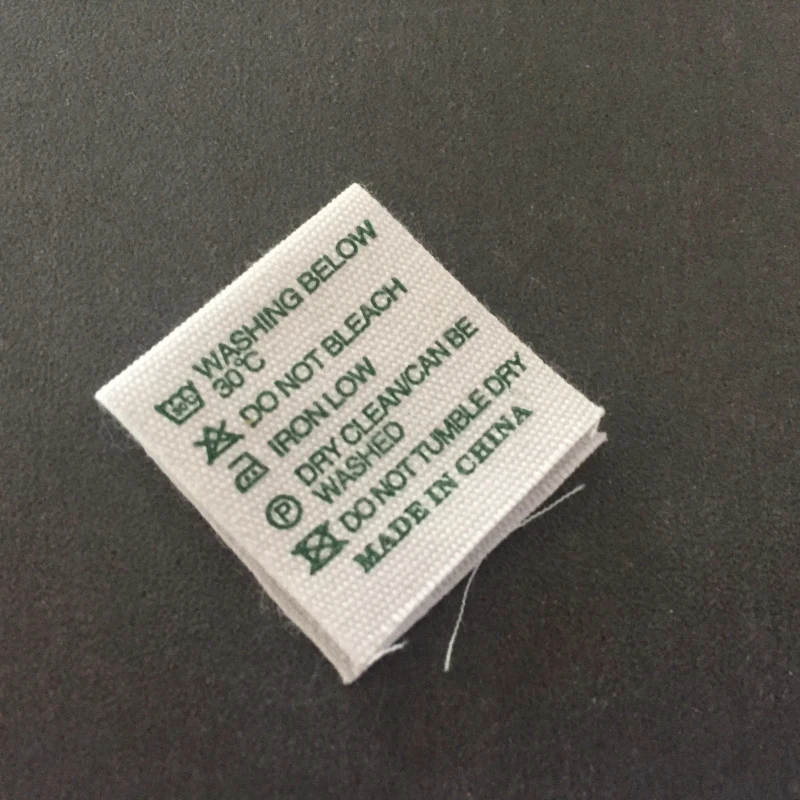 WASHING BELOW
30°C
DO NOT BLEACH
IRON LOW
DRY CLEAN/CAN BE
WASHED
DO NOT TUMBLE DRY
MADE IN CHINA